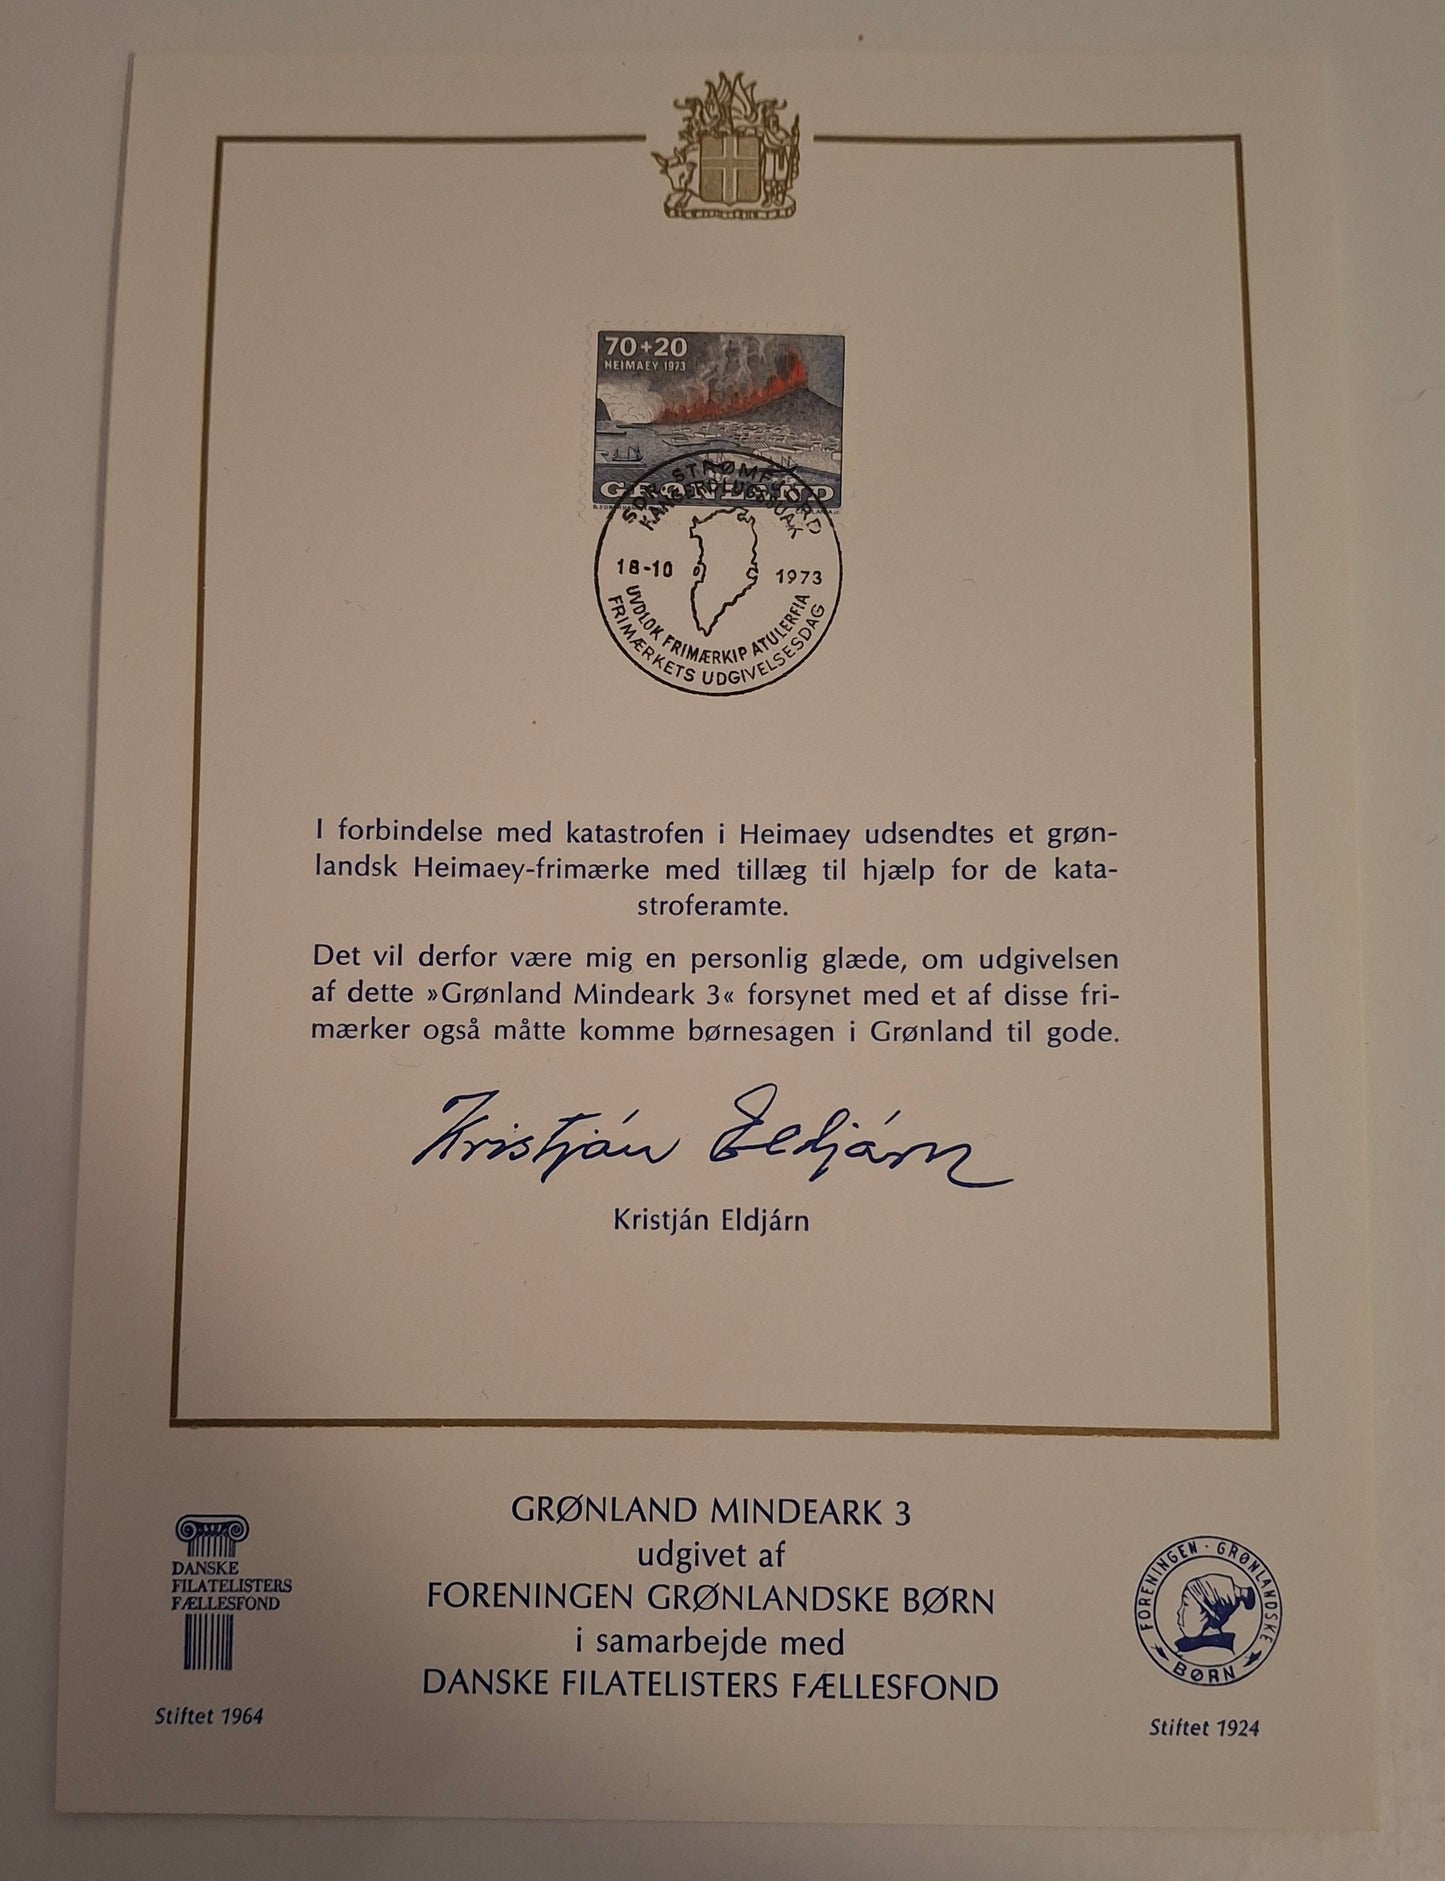 70+20
HEIMAEY 1973
GRØNLAND
SDR. STRØMFJORD
KANGERDLUGSSUAK
18-10 1973
UVDLOK FRIMÆRKIP ATULERFIA
FRIMÆRKETS UDGIVELSESDAG
I forbindelse med katastrofen i Heimaey udsendtes et grøn-
landsk Heimaey-frimærke med tillæg til hjælp for de kata-
stroferamte.
Det vil derfor være mig en personlig glæde, om udgivelsen
af dette »Grønland Mindeark 3« forsynet med et af disse fri-
mærker også måtte komme børnesagen i Grønland til gode.
Kristján Eldjárn
Kristján Eldjárn
GRØNLAND MINDEARK 3
udgivet af
FORENINGEN GRØNLANDSKE BØRN
i samarbejde med
DANSKE FILATELISTERS FÆLLESFOND
DANSKE
FILATELISTERS
FÆLLESFOND
Stiftet 1964
FORENINGEN · GRØNLANDSKE
BØRN
Stiftet 1924